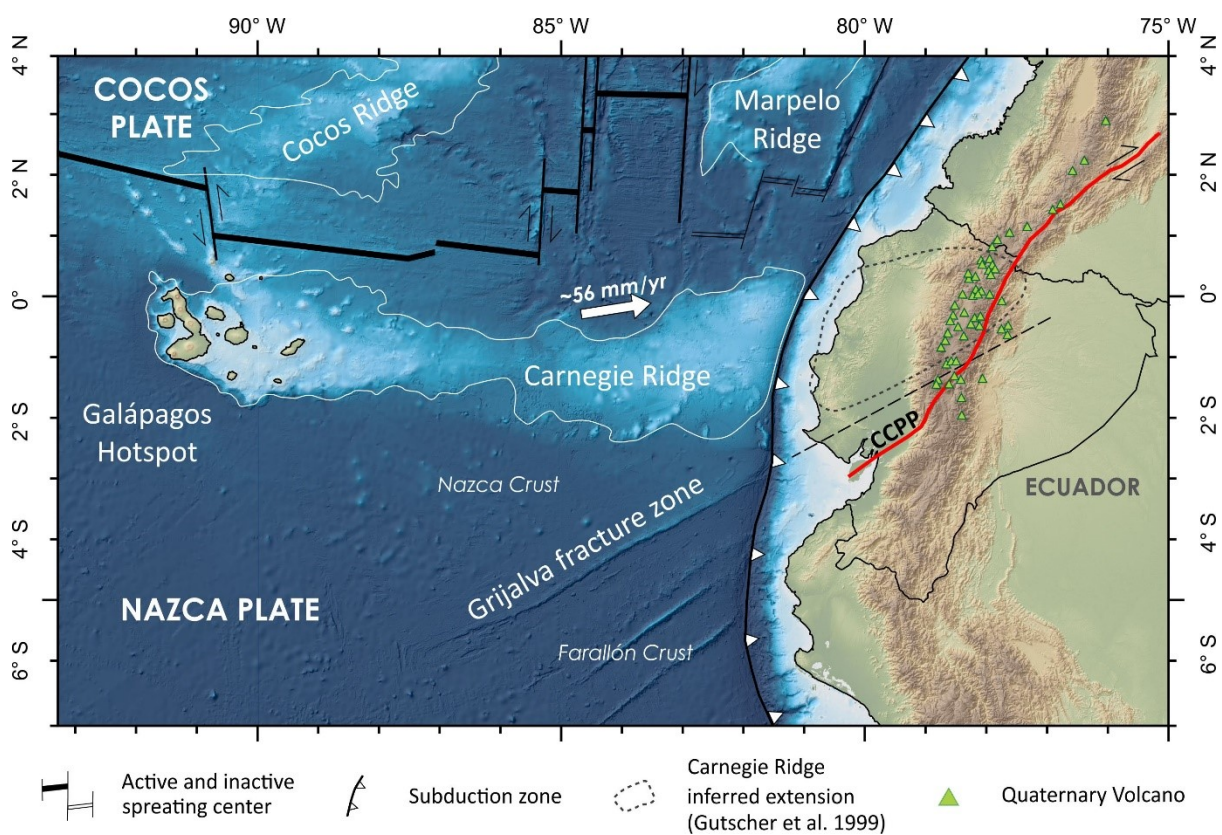 90° W
85° W
80° W
75° W
4° N
4° N
COCOS
PLATE
Cocos Ridge
Marpelo
Ridge
2° N
2° N
~56 mm/yr
0°
0°
Carnegie Ridge
Galápagos
Hotspot
2° S
2° S
CCPP
Nazca Crust
ECUADOR
Grijalva fracture zone
4° S
4° S
NAZCA PLATE
Farallón Crust
6° S
6° S
Active and inactive
spreating center
Subduction zone
Carnegie Ridge
inferred extension
(Gutscher et al. 1999)
Quaternary Volcano